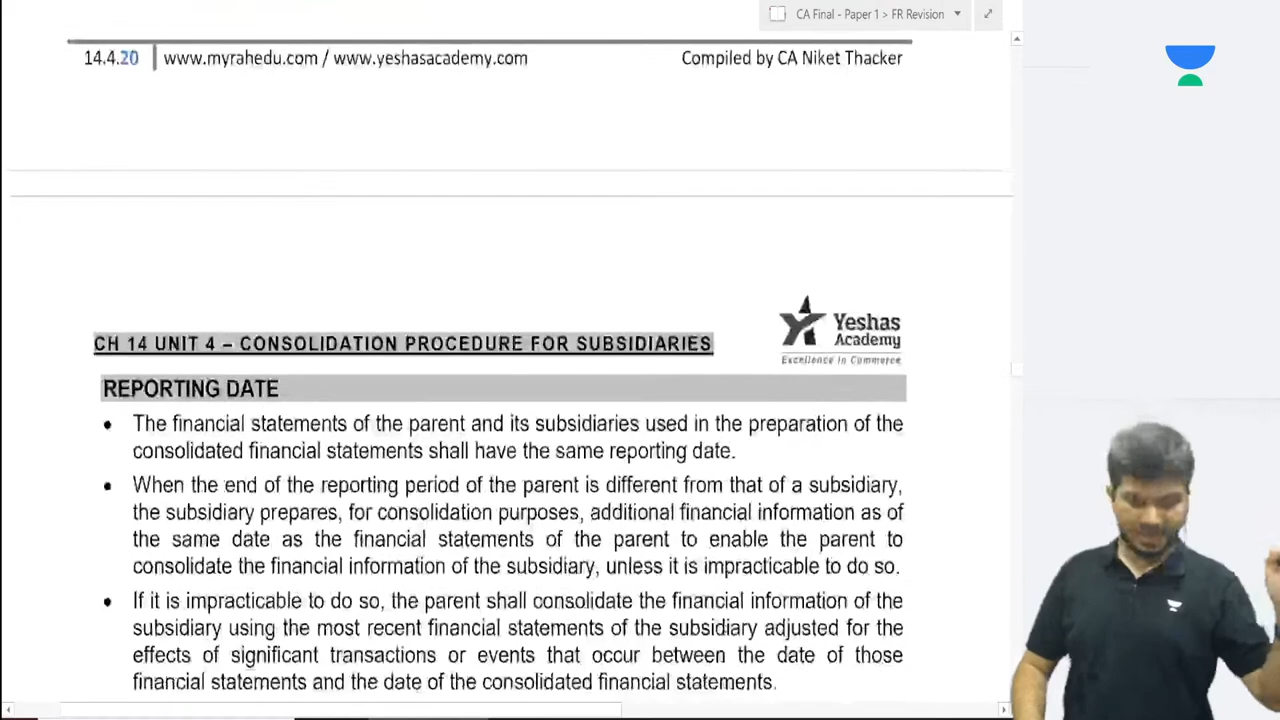 CA Final - Paper 1 > FR Revision
14.4.20 www.myrahedu.com / www.yeshasacademy.com Compiled by CA Niket Thacker
CH 14 UNIT 4 – CONSOLIDATION PROCEDURE FOR SUBSIDIARIES
Yeshas
Academy
Excellence in Commerce
REPORTING DATE
• The financial statements of the parent and its subsidiaries used in the preparation of the
consolidated financial statements shall have the same reporting date.
• When the end of the reporting period of the parent is different from that of a subsidiary,
the subsidiary prepares, for consolidation purposes, additional financial information as of
the same date as the financial statements of the parent to enable the parent to
consolidate the financial information of the subsidiary, unless it is impracticable to do so.
• If it is impracticable to do so, the parent shall consolidate the financial information of the
subsidiary using the most recent financial statements of the subsidiary adjusted for the
effects of significant transactions or events that occur between the date of those
financial statements and the date of the consolidated financial statements.